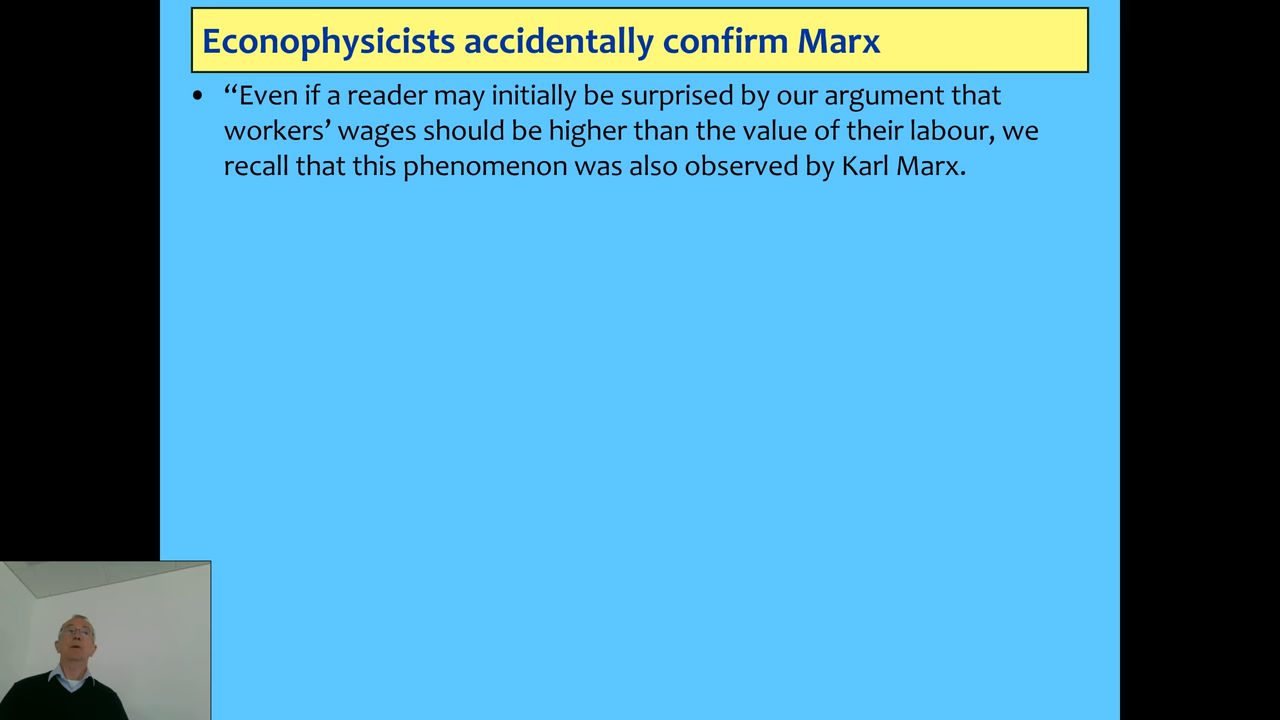 Econophysicists accidentally confirm Marx
• “Even if a reader may initially be surprised by our argument that
workers’ wages should be higher than the value of their labour, we
recall that this phenomenon was also observed by Karl Marx.